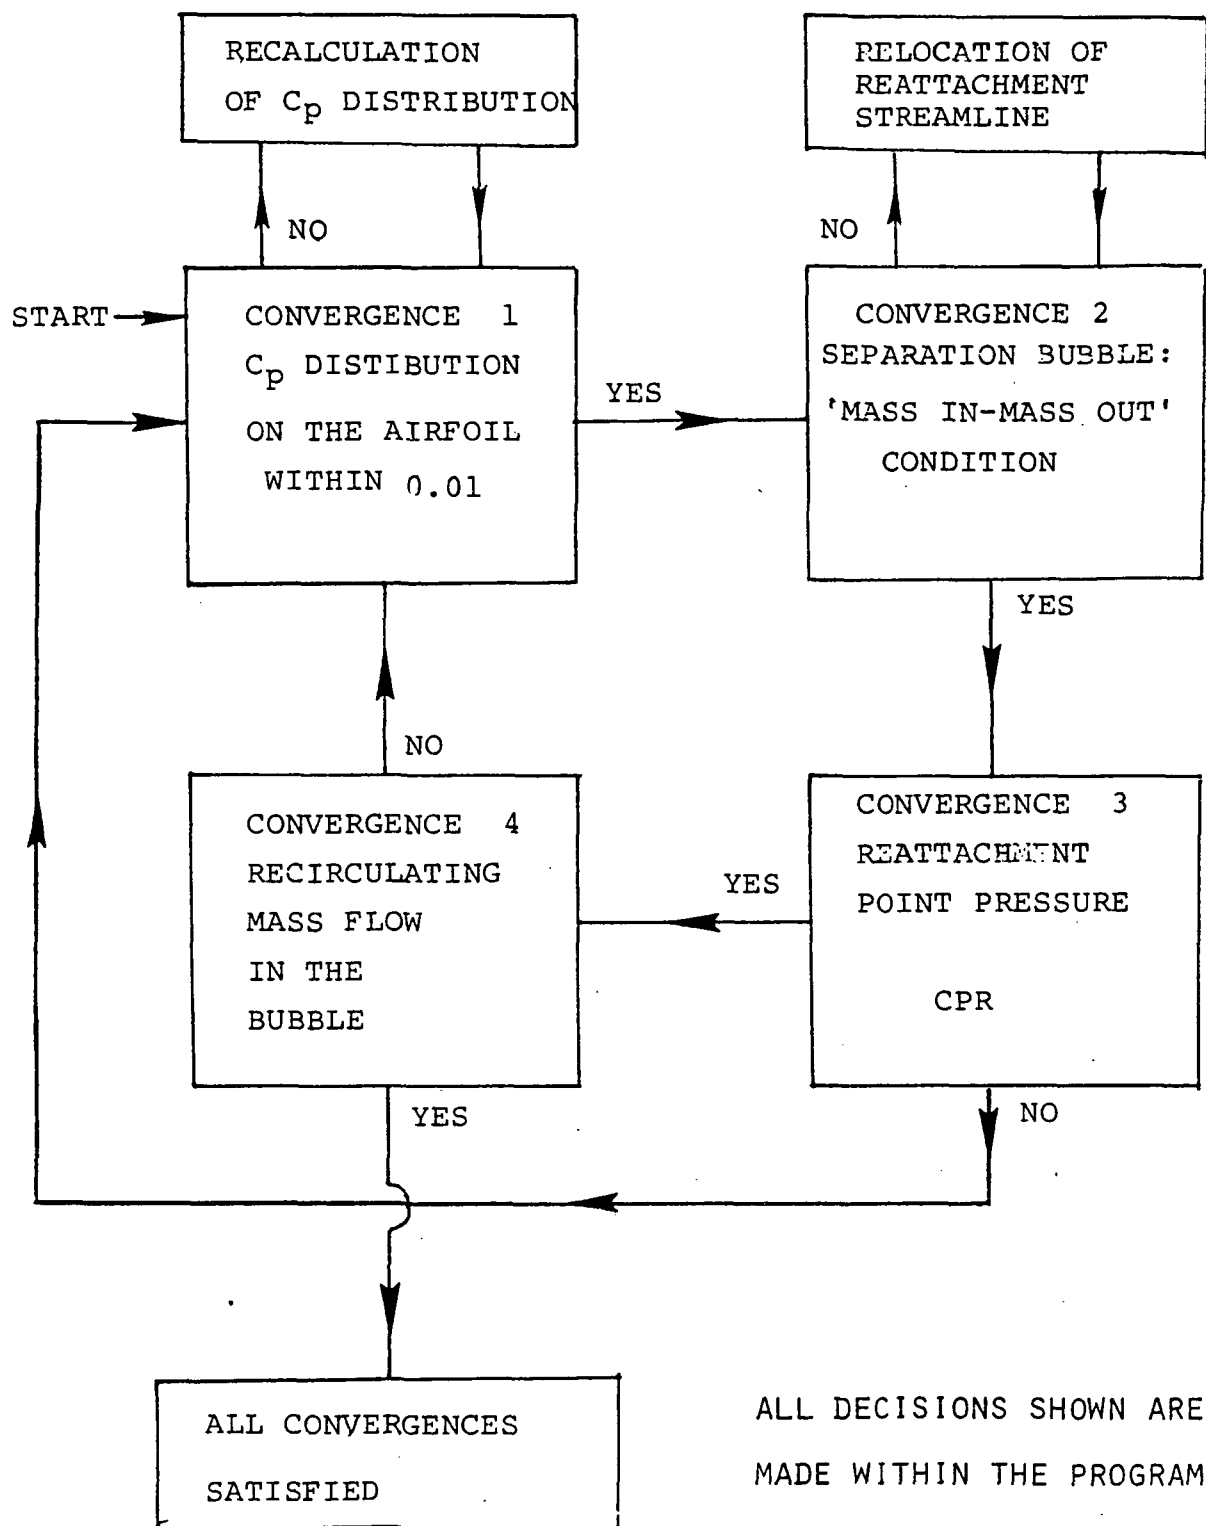 RECALCULATION
OF Cp DISTRIBUTION
RELOCATION OF
REATTACHMENT
STREAMLINE
NO
NO
START
CONVERGENCE 1
Cp DISTIBUTION
ON THE AIRFOIL
WITHIN 0.01
YES
CONVERGENCE 2
SEPARATION BUBBLE:
'MASS IN-MASS OUT'
CONDITION
YES
NO
CONVERGENCE 4
RECIRCULATING
MASS FLOW
IN THE
BUBBLE
YES
CONVERGENCE 3
REATTACHMENT
POINT PRESSURE
CPR
YES
NO
ALL CONVERGENCES
SATISFIED
ALL DECISIONS SHOWN ARE
MADE WITHIN THE PROGRAM